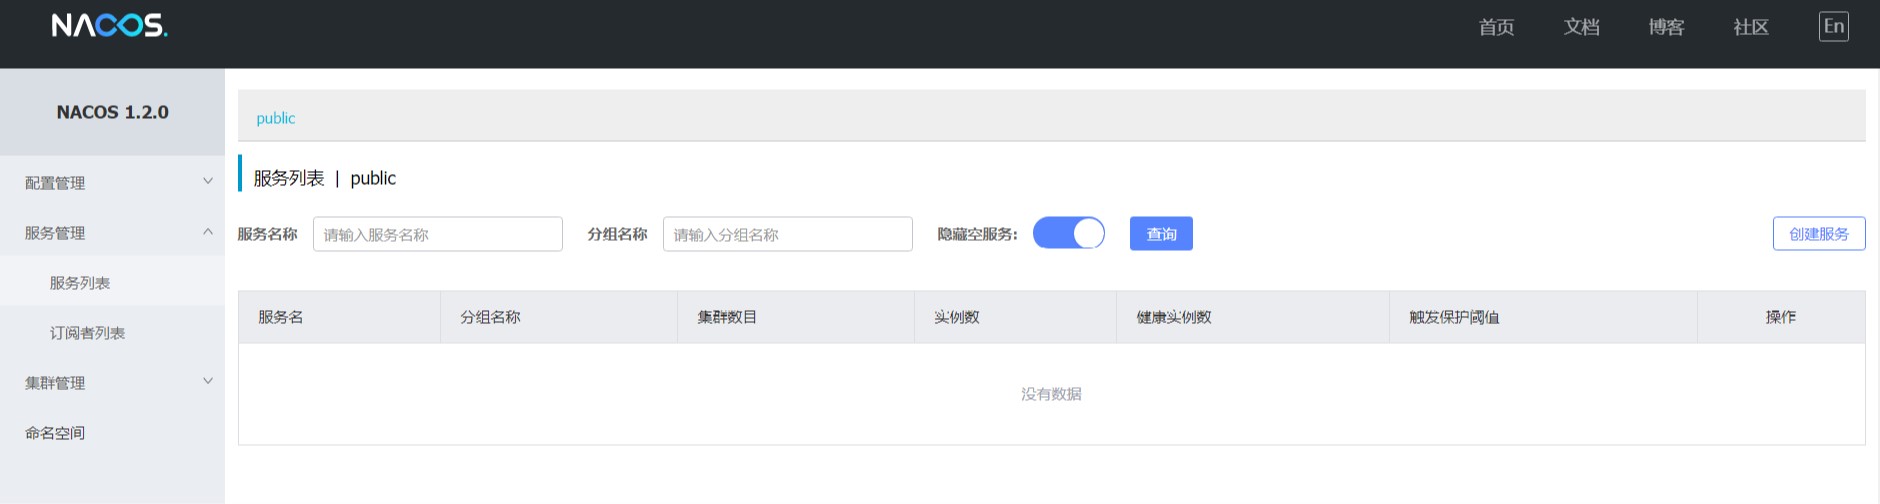 NACOS.
首页 文档 博客 社区 En
NACOS 1.2.0
配置管理
服务管理
服务列表
订阅者列表
集群管理
命名空间
public
服务列表 | public
服务名称 请输入服务名称 分组名称 请输入分组名称 隐藏空服务: 查询 创建服务
服务名 分组名称 集群数目 实例数 健康实例数 触发保护阈值 操作
没有数据